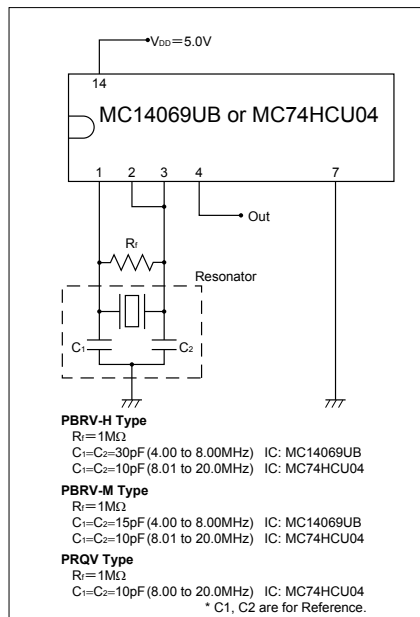 VDD=5.0V
14
MC14069UB or MC74HCU04
1 2 3 4 7
Out
Rf
Resonator
C1 C2
PBRV-H Type
Rf=1MΩ
C1=C2=30pF(4.00 to 8.00MHz) IC: MC14069UB
C1=C2=10pF(8.01 to 20.0MHz) IC: MC74HCU04
PBRV-M Type
Rf=1MΩ
C1=C2=15pF(4.00 to 8.00MHz) IC: MC14069UB
C1=C2=10pF(8.01 to 20.0MHz) IC: MC74HCU04
PRQV Type
Rf=1MΩ
C1=C2=10pF(8.00 to 20.0MHz) IC: MC74HCU04
* C1, C2 are for Reference.